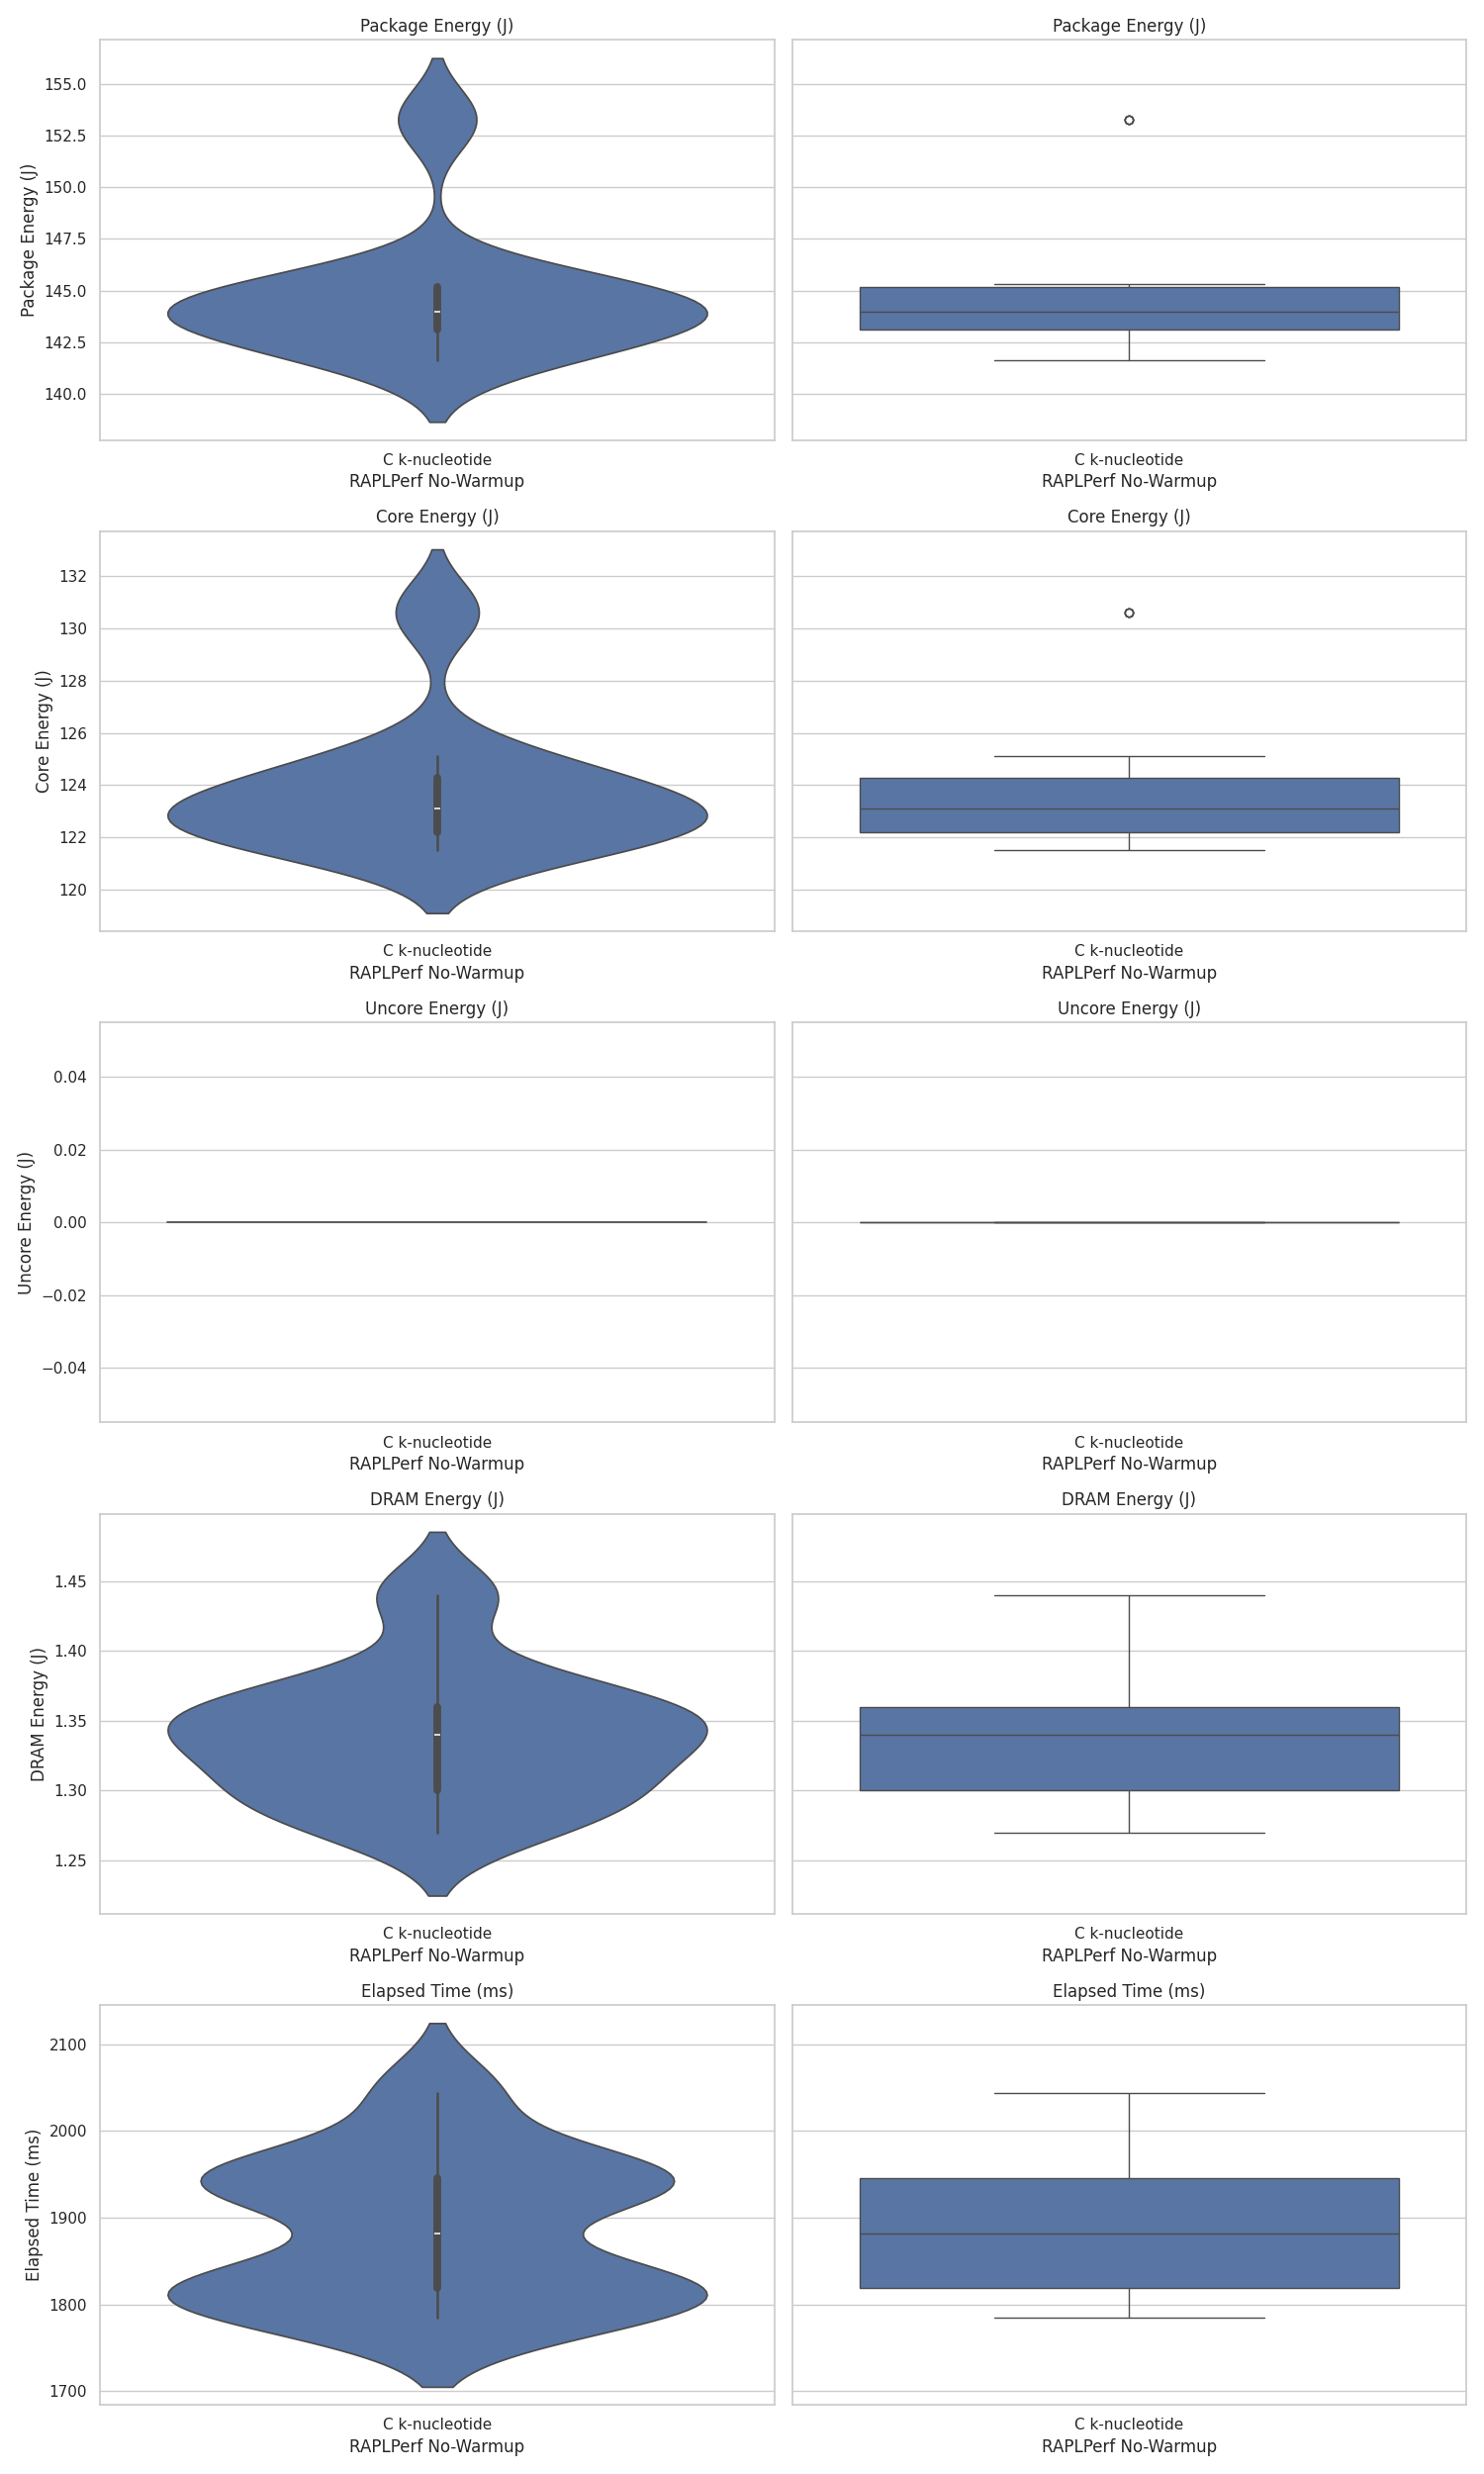 Package Energy (J)
Package Energy (J)
Package Energy (J)
155.0
152.5
150.0
147.5
145.0
142.5
140.0
C k-nucleotide
RAPLPerf No-Warmup
C k-nucleotide
RAPLPerf No-Warmup
Core Energy (J)
Core Energy (J)
Core Energy (J)
132
130
128
126
124
122
120
C k-nucleotide
RAPLPerf No-Warmup
C k-nucleotide
RAPLPerf No-Warmup
Uncore Energy (J)
Uncore Energy (J)
Uncore Energy (J)
0.04
0.02
0.00
−0.02
−0.04
C k-nucleotide
RAPLPerf No-Warmup
C k-nucleotide
RAPLPerf No-Warmup
DRAM Energy (J)
DRAM Energy (J)
DRAM Energy (J)
1.45
1.40
1.35
1.30
1.25
C k-nucleotide
RAPLPerf No-Warmup
C k-nucleotide
RAPLPerf No-Warmup
Elapsed Time (ms)
Elapsed Time (ms)
Elapsed Time (ms)
2100
2000
1900
1800
1700
C k-nucleotide
RAPLPerf No-Warmup
C k-nucleotide
RAPLPerf No-Warmup